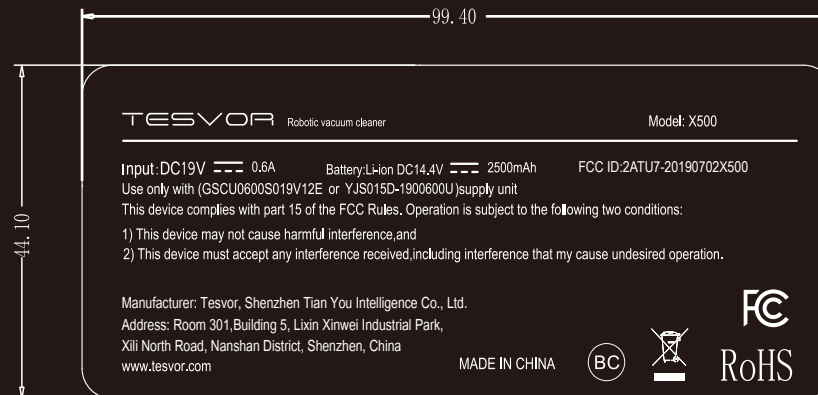 99.40
44.10
TESVOR Robotic vacuum cleaner Model: X500
Input:DC19V 0.6A Battery:Li-ion DC14.4V 2500mAh FCC ID:2ATU7-20190702X500
Use only with (GSCU0600S019V12E or YJS015D-1900600U)supply unit
This device complies with part 15 of the FCC Rules. Operation is subject to the following two conditions:
1) This device may not cause harmful interference,and
2) This device must accept any interference received,including interference that my cause undesired operation.
Manufacturer: Tesvor, Shenzhen Tian You Intelligence Co., Ltd.
Address: Room 301,Building 5, Lixin Xinwei Industrial Park,
Xili North Road, Nanshan District, Shenzhen, China
www.tesvor.com
MADE IN CHINA
BC
FC
RoHS